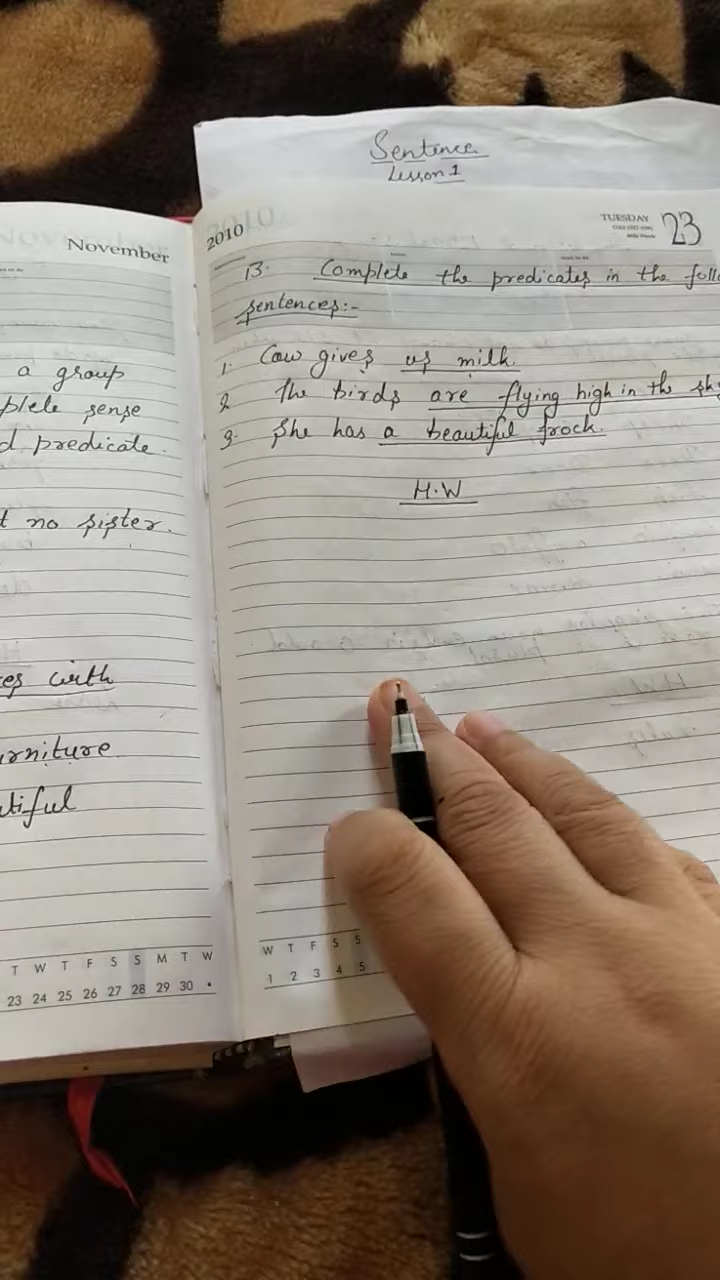 Sentence
Lesson 1
November
a group
plete sense
d predicate.
t no sister.
es with
urniture
tiful
T W T F S S M T W
23 24 25 26 27 28 29 30 •
2010
TUESDAY 23
B. Complete the predicates in the foll
sentences:-
1. Cow gives us milk.
2 The birds are flying high in the sky
3. She has a beautiful frock.
H.W
W T F S S
1 2 3 4 5